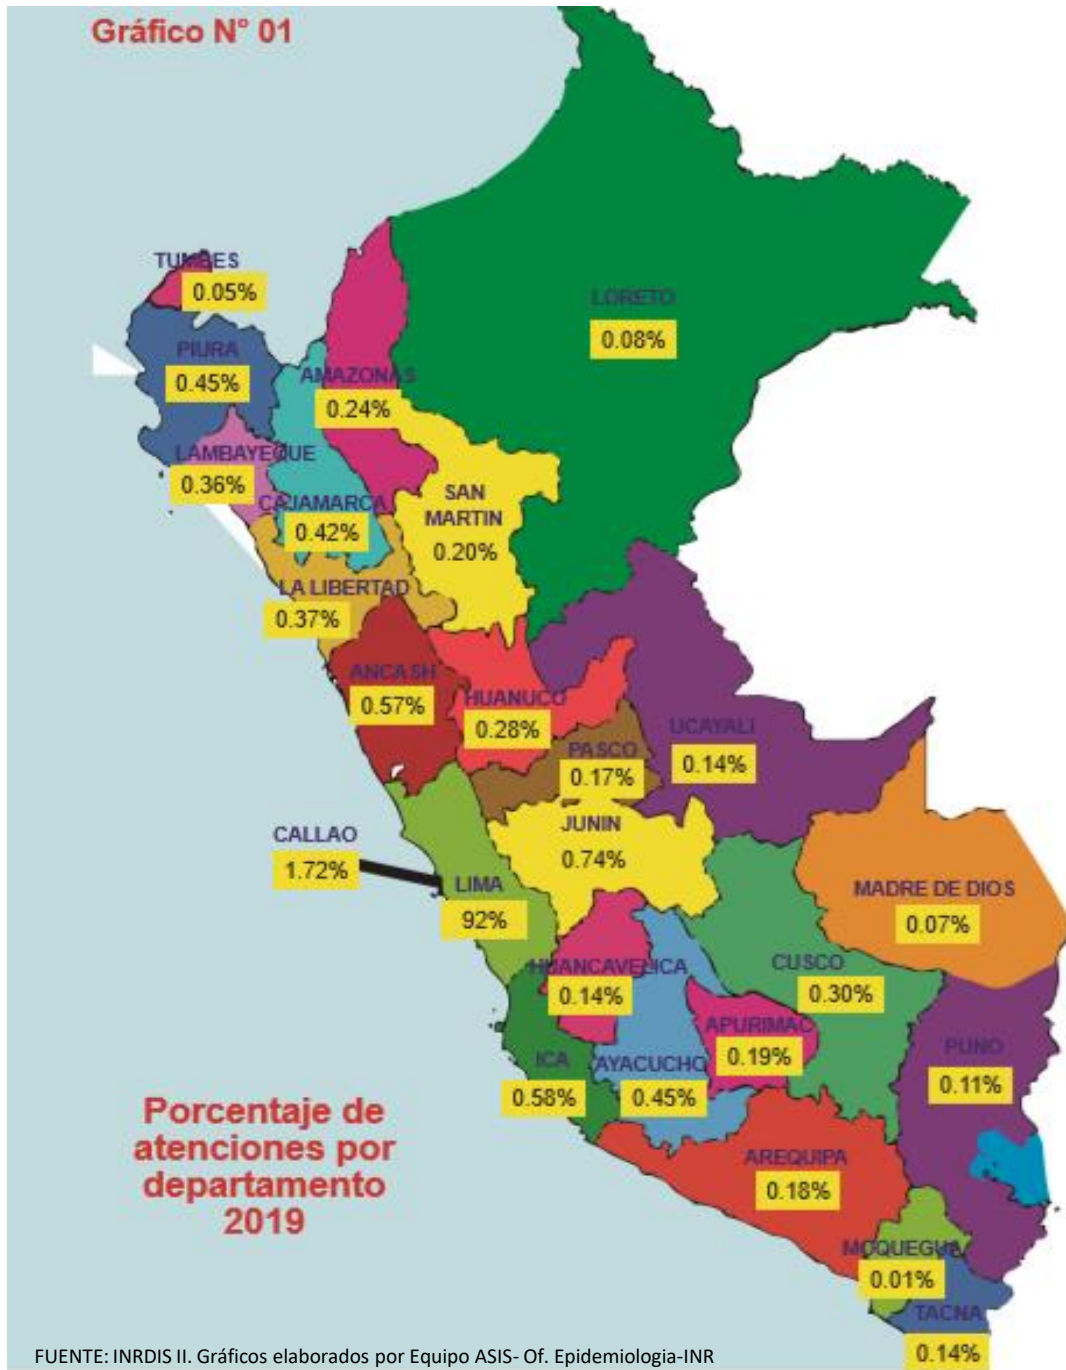 Gráfico N° 01
TUMBES
0.05%
LORETO
0.08%
PIURA
0.45%
AMAZONAS
0.24%
LAMBAYEQUE
0.36%
SAN
MARTIN
0.20%
CAJAMARCA
0.42%
LA LIBERTAD
0.37%
ANCASH
0.57%
HUANUCO
0.28%
UCAYALI
0.14%
PASCO
0.17%
JUNIN
0.74%
CALLAO
1.72%
LIMA
92%
MADRE DE DIOS
0.07%
HUANCAVELICA
0.14%
CUSCO
0.30%
APURIMAC
0.19%
PUNO
0.11%
ICA
0.58%
AYACUCHO
0.45%
AREQUIPA
0.18%
MOQUEGUA
0.01%
TACNA
0.14%
Porcentaje de
atenciones por
departamento
2019
FUENTE: INRDIS II. Gráficos elaborados por Equipo ASIS- Of. Epidemiologia-INR